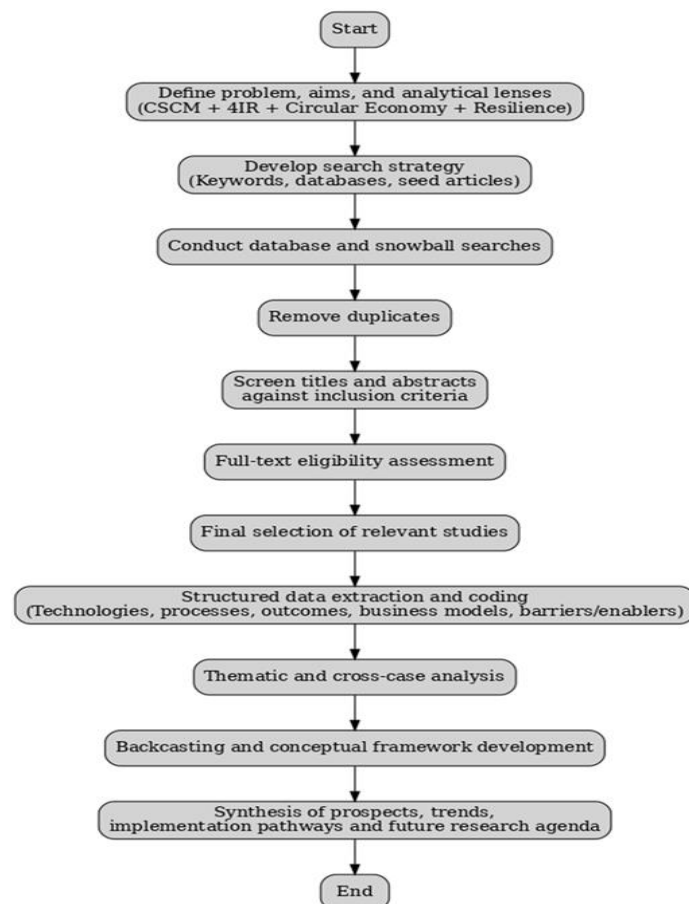 Start
Define problem, aims, and analytical lenses
(CSCM + 4IR + Circular Economy + Resilience)
Develop search strategy
(Keywords, databases, seed articles)
Conduct database and snowball searches
Remove duplicates
Screen titles and abstracts
against inclusion criteria
Full-text eligibility assessment
Final selection of relevant studies
Structured data extraction and coding
(Technologies, processes, outcomes, business models, barriers/enablers)
Thematic and cross-case analysis
Backcasting and conceptual framework development
Synthesis of prospects, trends,
implementation pathways and future research agenda
End